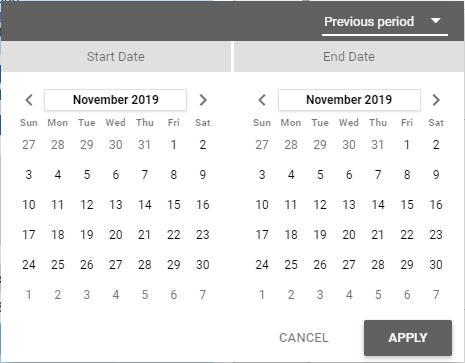 Previous period
Start Date End Date
November 2019 November 2019
Sun Mon Tue Wed Thu Fri Sat Sun Mon Tue Wed Thu Fri Sat
27 28 29 30 31 1 2 27 28 29 30 31 1 2
3 4 5 6 7 8 9 3 4 5 6 7 8 9
10 11 12 13 14 15 16 10 11 12 13 14 15 16
17 18 19 20 21 22 23 17 18 19 20 21 22 23
24 25 26 27 28 29 30 24 25 26 27 28 29 30
1 2 3 4 5 6 7 1 2 3 4 5 6 7
CANCEL APPLY